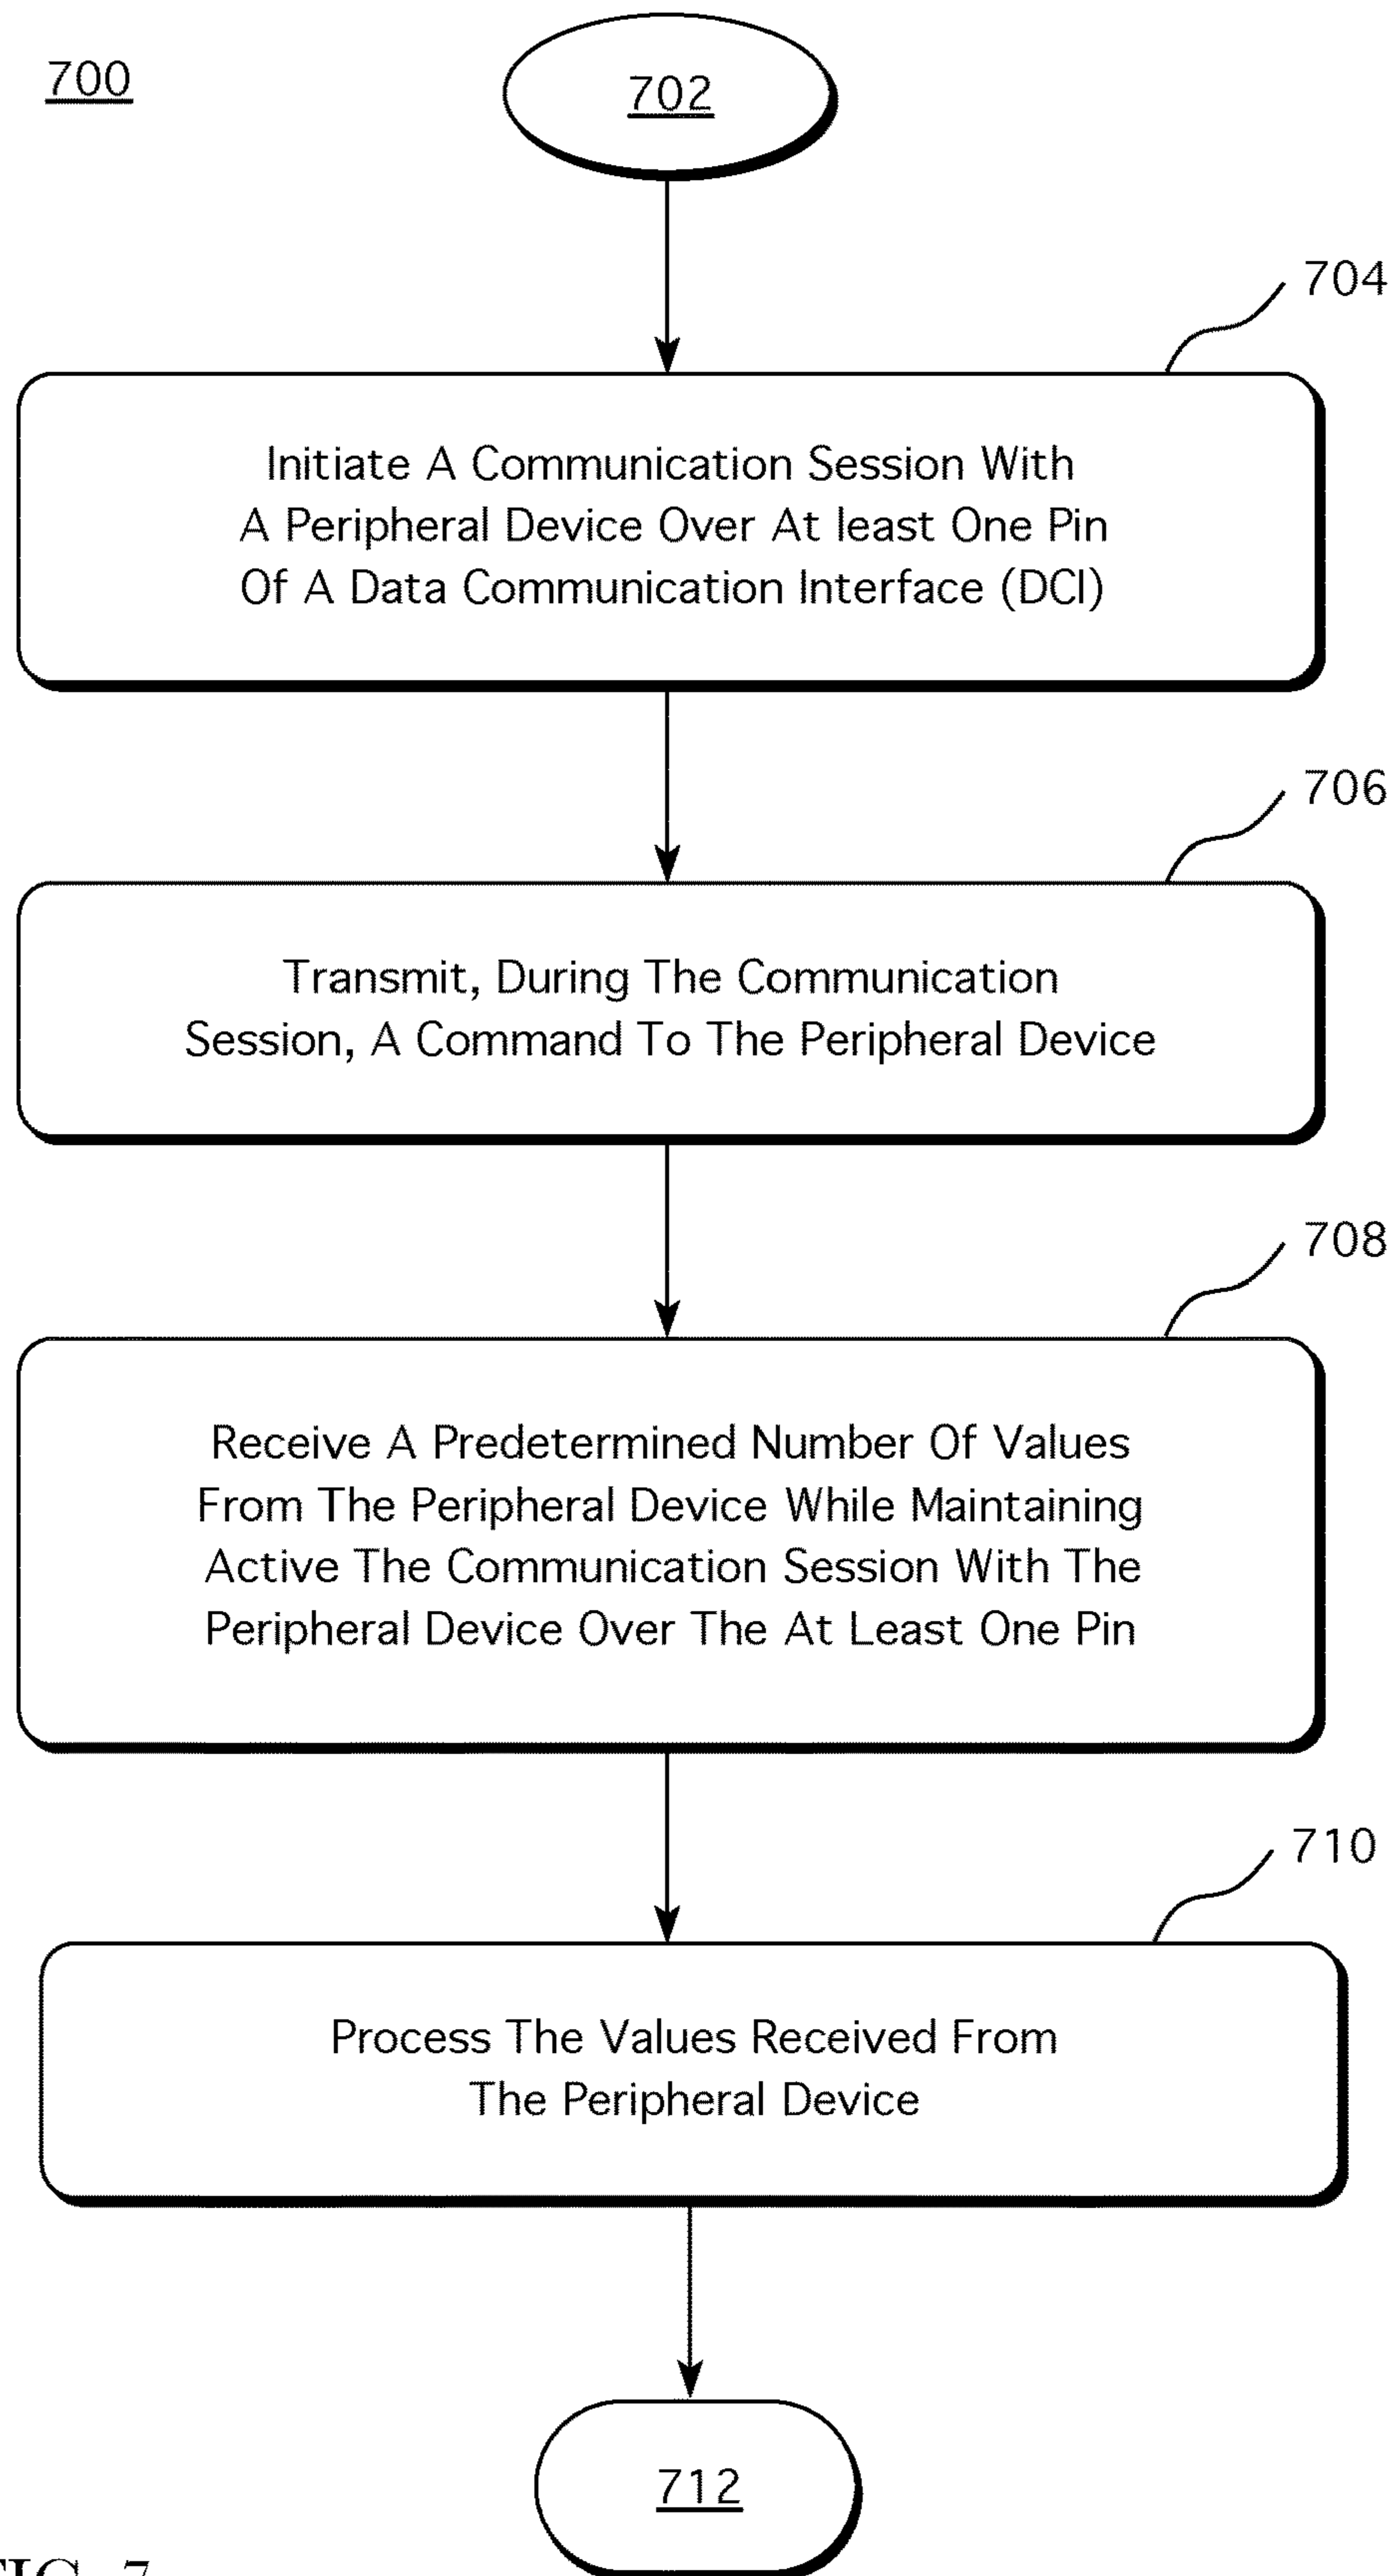 700
702
704
Initiate A Communication Session With
A Peripheral Device Over At least One Pin
Of A Data Communication Interface (DCI)
706
Transmit, During The Communication
Session, A Command To The Peripheral Device
708
Receive A Predetermined Number Of Values
From The Peripheral Device While Maintaining
Active The Communication Session With The
Peripheral Device Over The At Least One Pin
710
Process The Values Received From
The Peripheral Device
712
FIG. 7